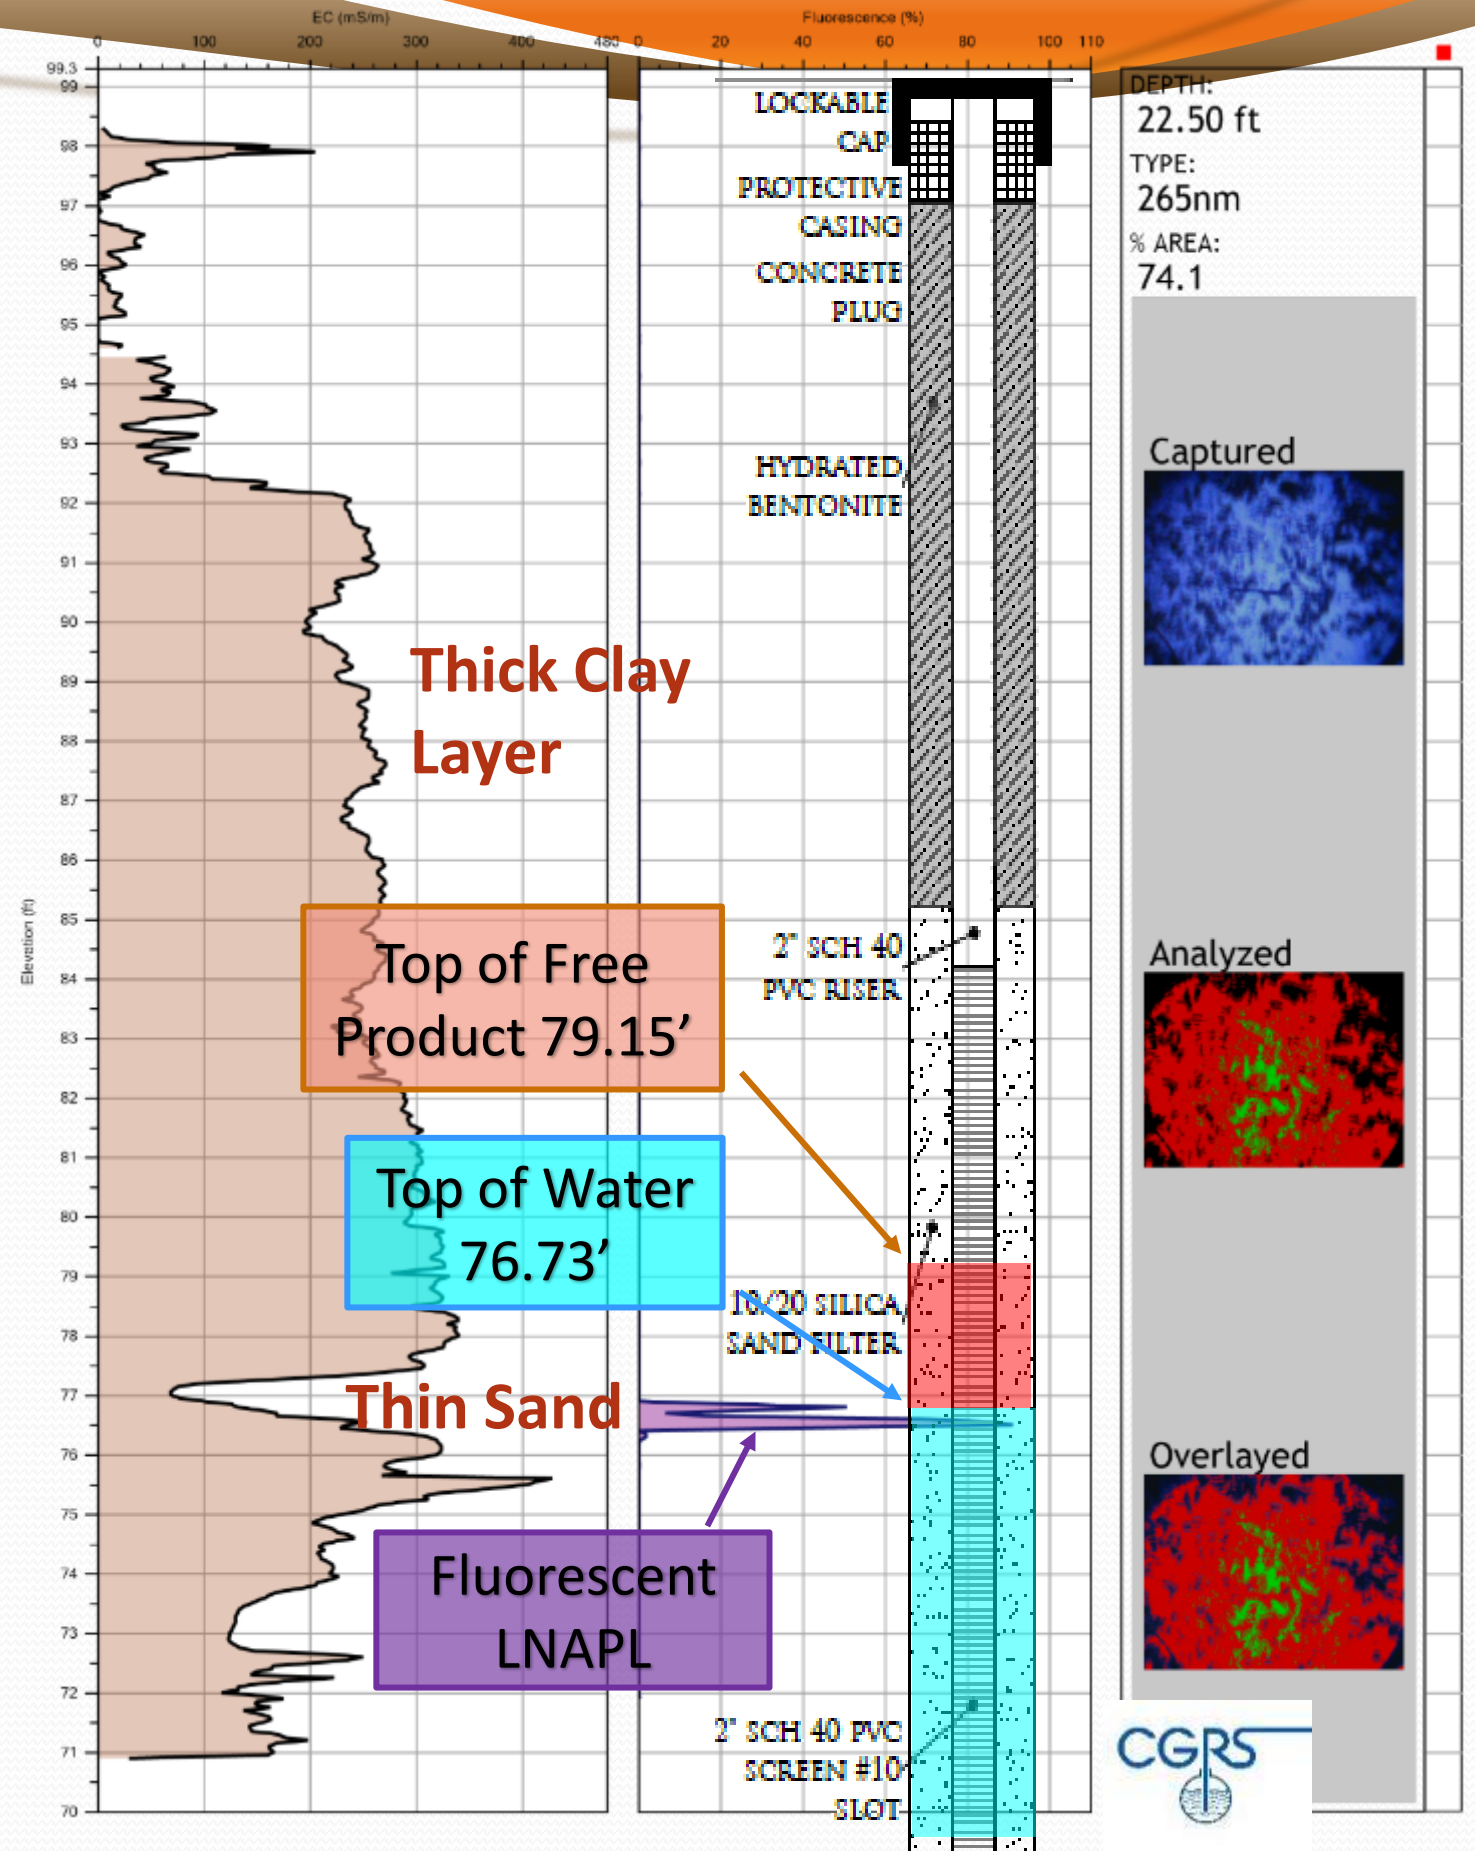 EC (mS/m)
0 100 200 300 400 480
Fluorescence (%)
0 20 40 60 80 100 110
Elevation (ft)
99.3
99
98
97
96
95
94
93
92
91
90
89
88
87
86
85
84
83
82
81
80
79
78
77
76
75
74
73
72
71
70
Thick Clay
Layer
Top of Free
Product 79.15’
Top of Water
76.73’
Thin Sand
Fluorescent
LNAPL
LOCKABLE
CAP
PROTECTIVE
CASING
CONCRETE
PLUG
HYDRATED
BENTONITE
2" SCH 40
PVC RISER
10/20 SILICA
SAND FILTER
2" SCH 40 PVC
SCREEN #10
SLOT
DEPTH:
22.50 ft
TYPE:
265nm
% AREA:
74.1
Captured
Analyzed
Overlayed
CGRS